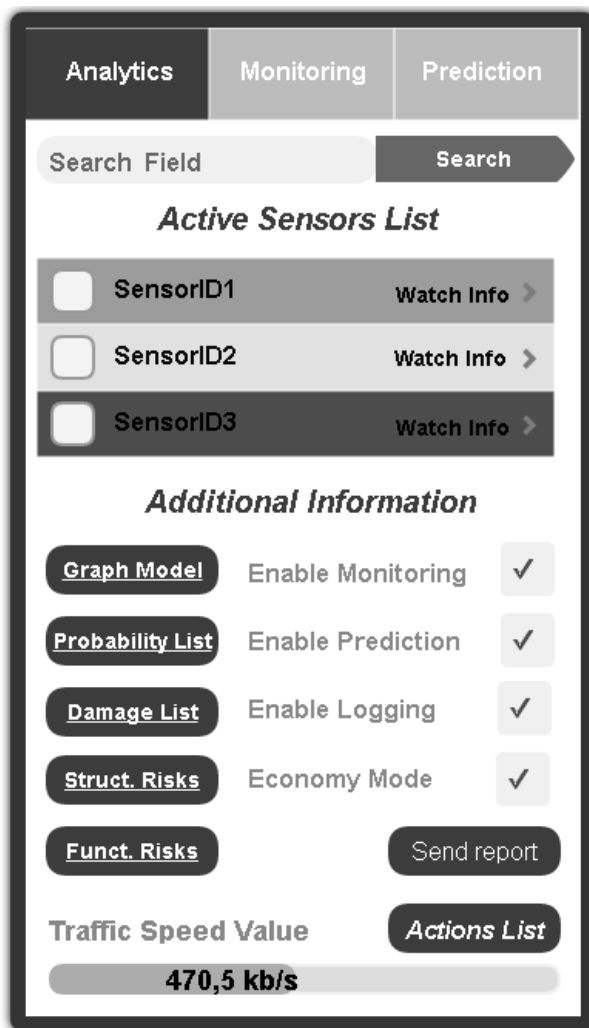 Analytics Monitoring Prediction
Search Field Search
Active Sensors List
SensorID1 Watch Info
SensorID2 Watch Info
SensorID3 Watch Info
Additional Information
Graph Model Enable Monitoring
Probability List Enable Prediction
Damage List Enable Logging
Struct. Risks Economy Mode
Funct. Risks Send report
Traffic Speed Value Actions List
470,5 kb/s